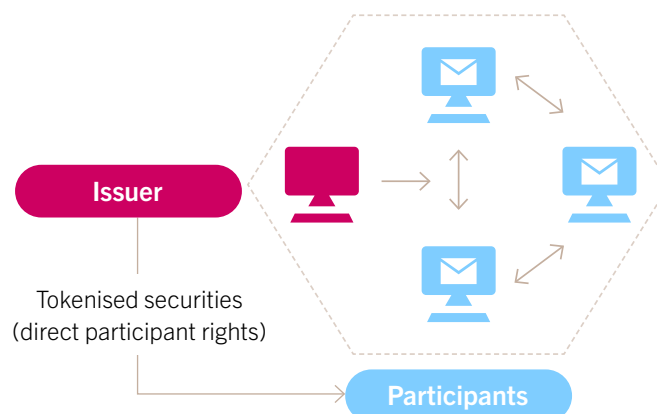 Issuer
Tokenised securities
(direct participant rights)
Participants